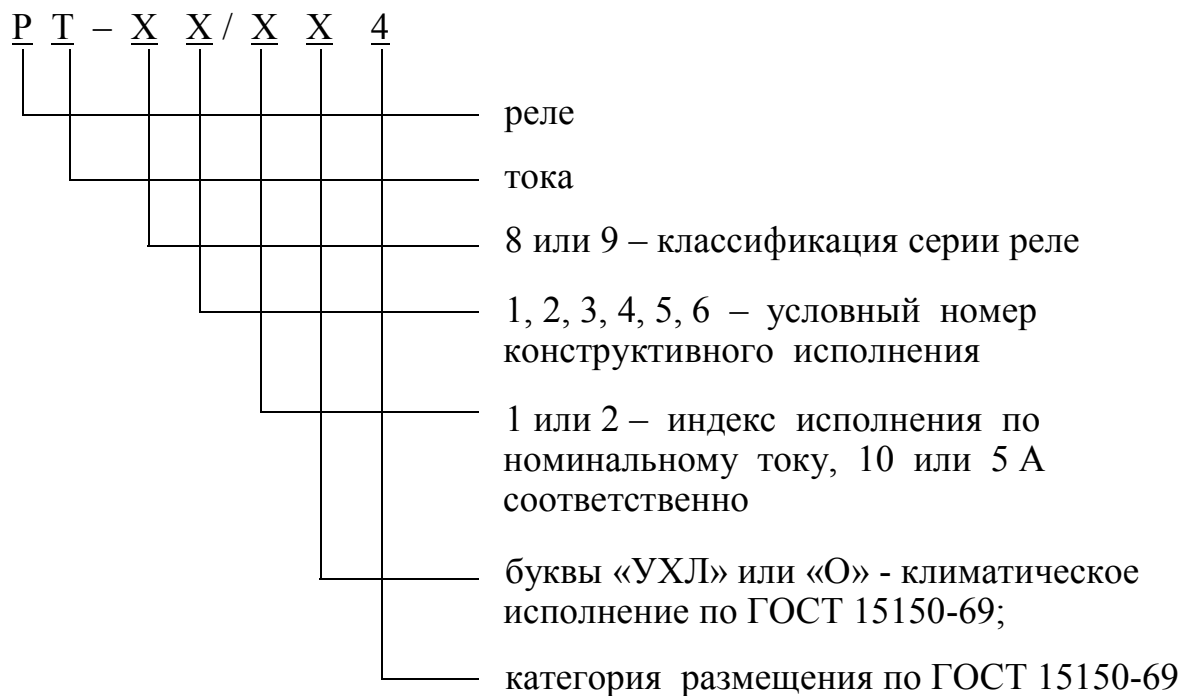 Р Т – Х Х / Х Х 4
реле
тока
8 или 9 – классификация серии реле
1, 2, 3, 4, 5, 6 – условный номер
конструктивного исполнения
1 или 2 – индекс исполнения по
номинальному току, 10 или 5 А
соответственно
буквы «УХЛ» или «О» - климатическое
исполнение по ГОСТ 15150-69;
категория размещения по ГОСТ 15150-69